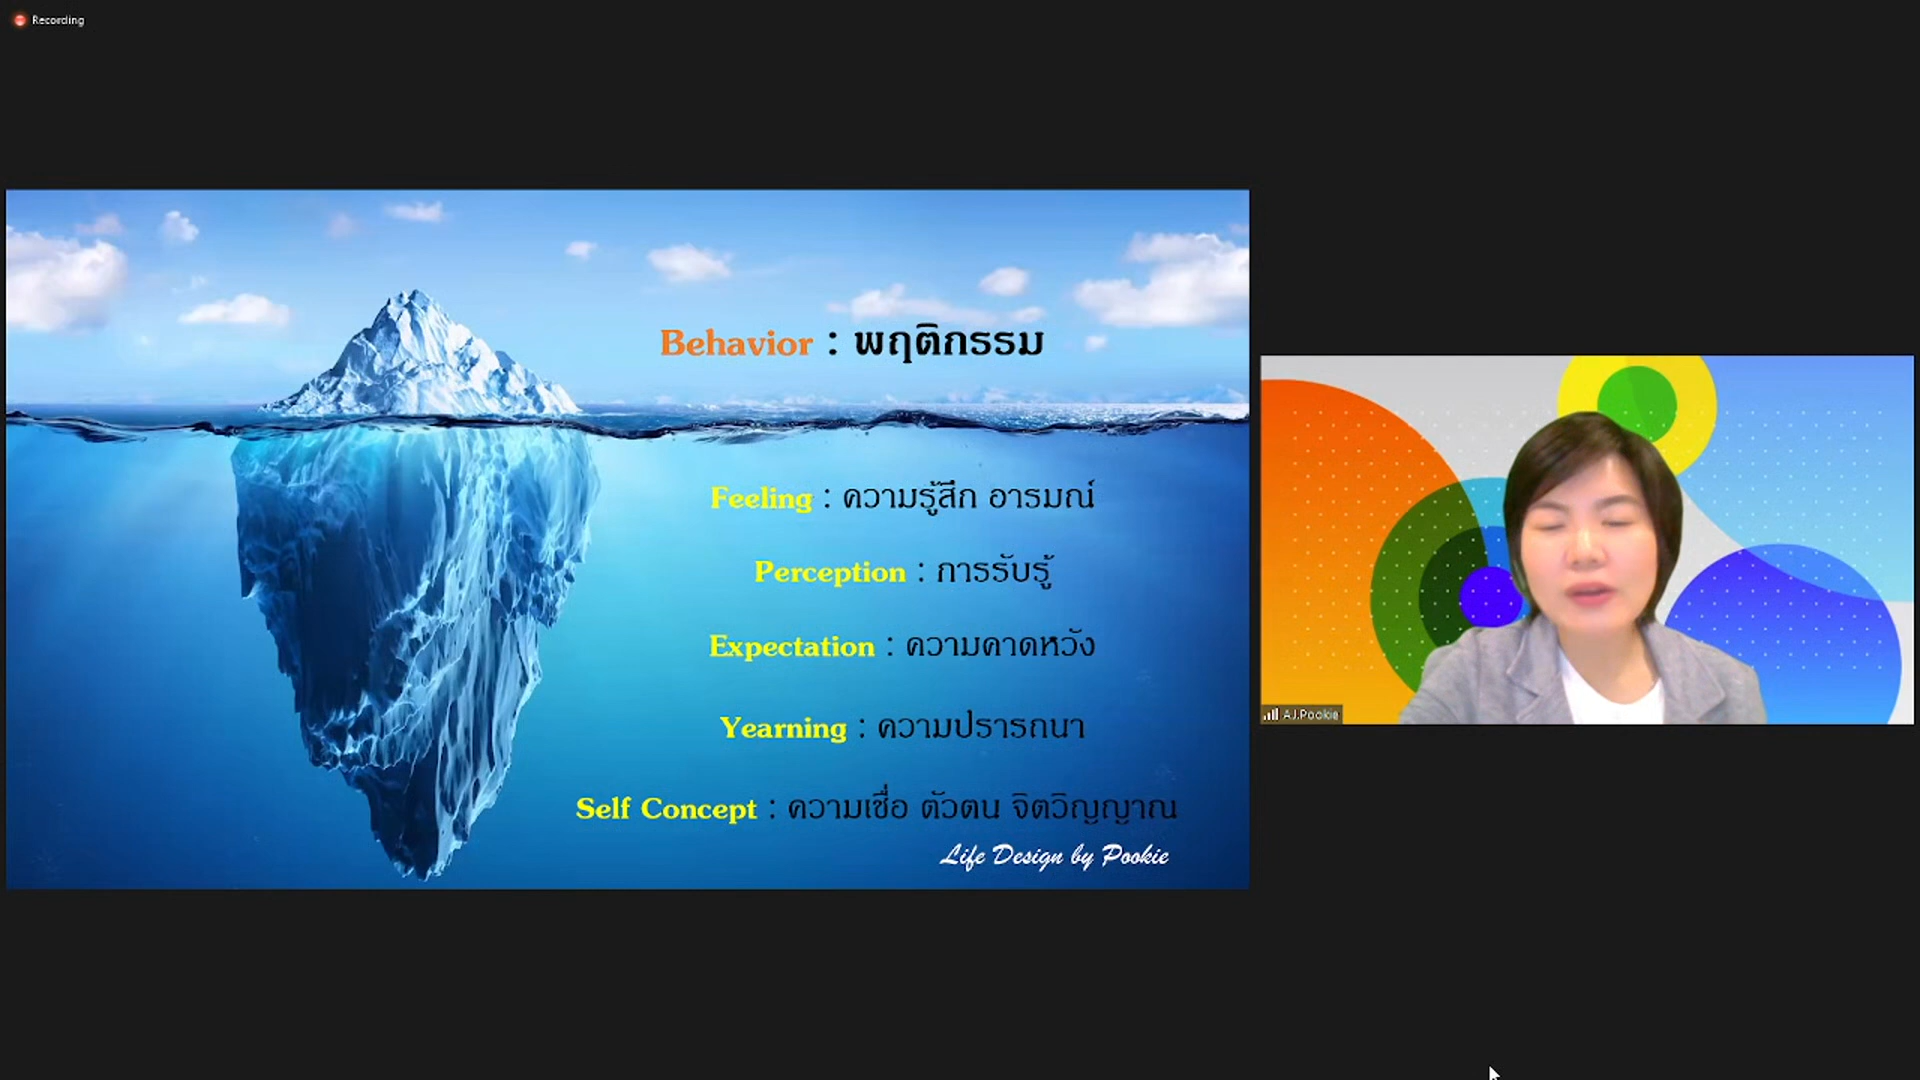 Recording
Behavior : พฤติกรรม
Feeling : ความรู้สึก อารมณ์
Perception : การรับรู้
Expectation : ความคาดหวัง
Yearning : ความปรารถนา
Self Concept : ความเชื่อ ตัวตน จิตวิญญาณ
Life Design by Pookie
AJ.Pookie